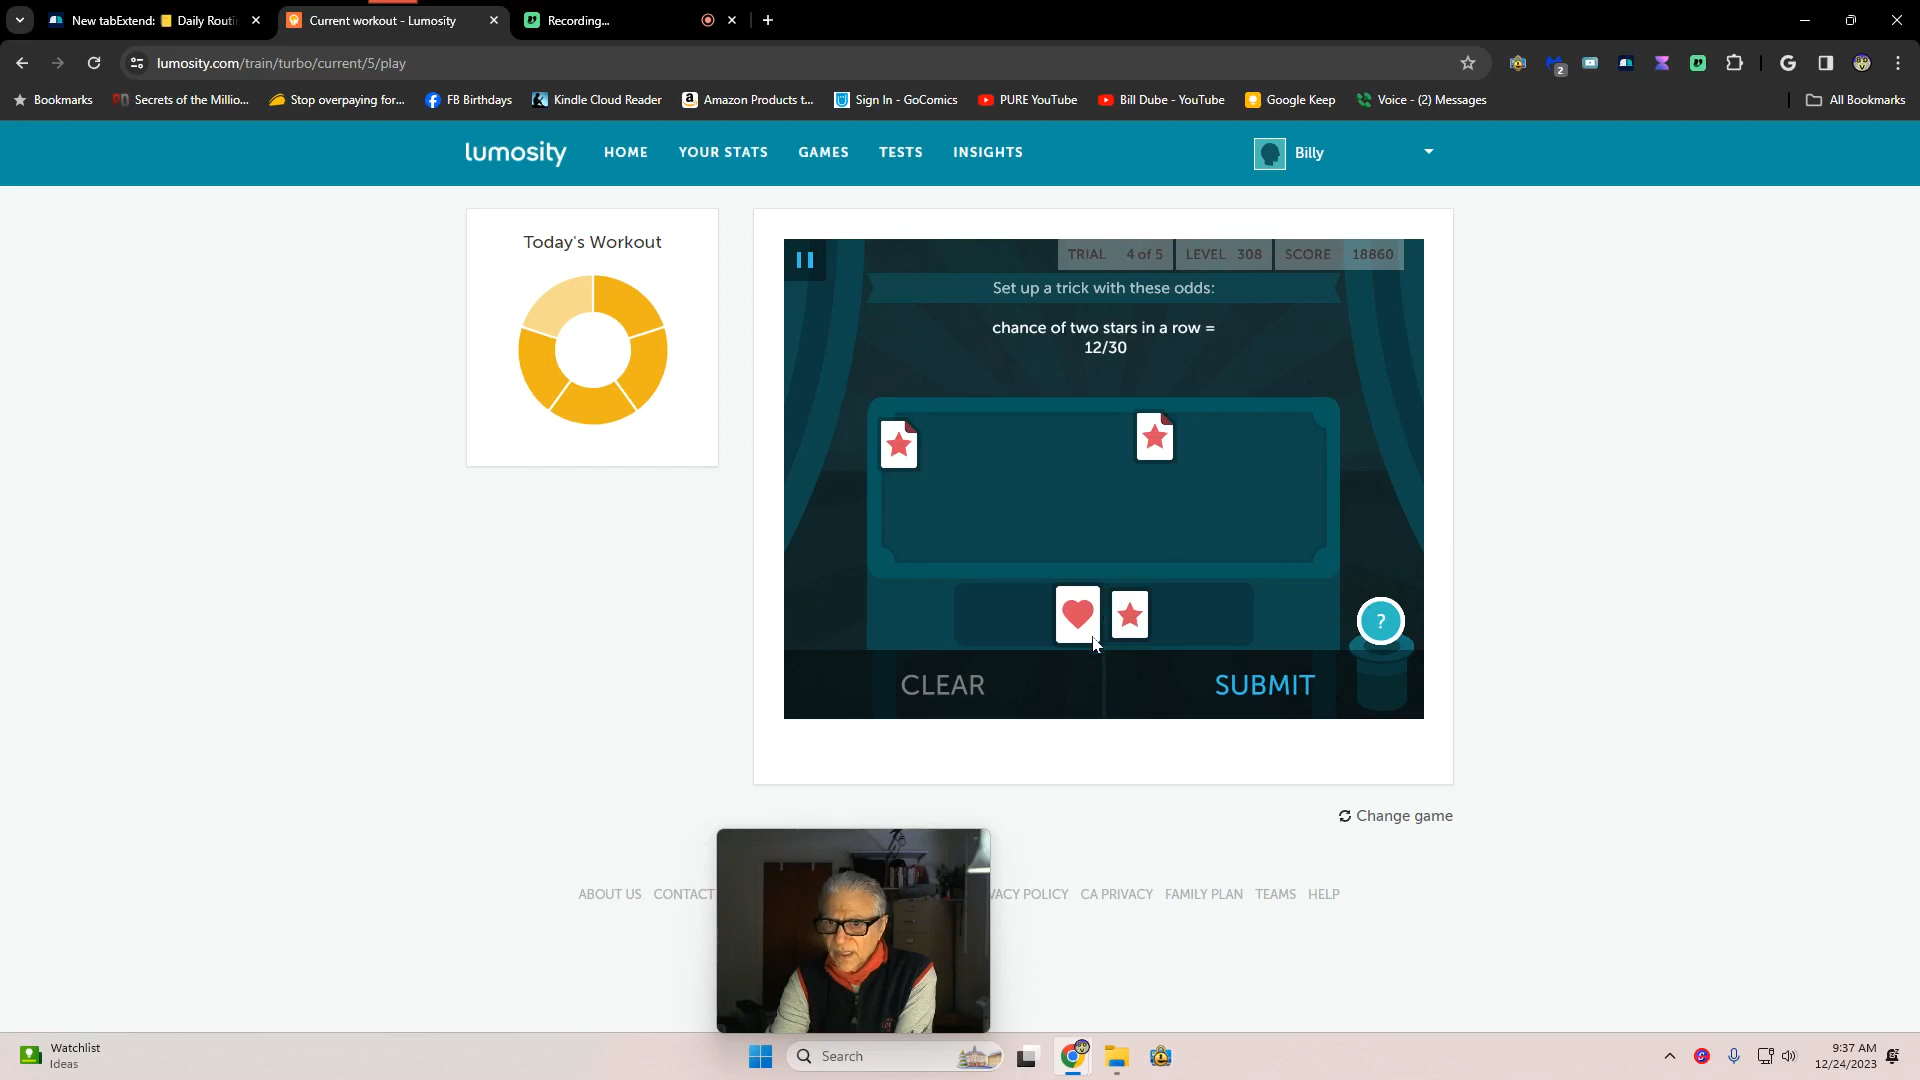 New tabExtend: Daily Routi
Current workout - Lumosity
Recording...
lumosity.com/train/turbo/current/5/play
2
Bookmarks
Secrets of the Millio...
Stop overpaying for...
FB Birthdays
Kindle Cloud Reader
Amazon Products t...
Sign In - GoComics
PURE YouTube
Bill Dube - YouTube
Google Keep
Voice - (2) Messages
All Bookmarks
lumosity
HOME
YOUR STATS
GAMES
TESTS
INSIGHTS
Billy
Today's Workout
TRIAL 4 of 5
LEVEL 308
SCORE 18860
Set up a trick with these odds:
chance of two stars in a row =
12/30
?
CLEAR
SUBMIT
Change game
ABOUT US
CONTACT
VACY POLICY
CA PRIVACY
FAMILY PLAN
TEAMS
HELP
Watchlist
Ideas
Search
9:37 AM
12/24/2023